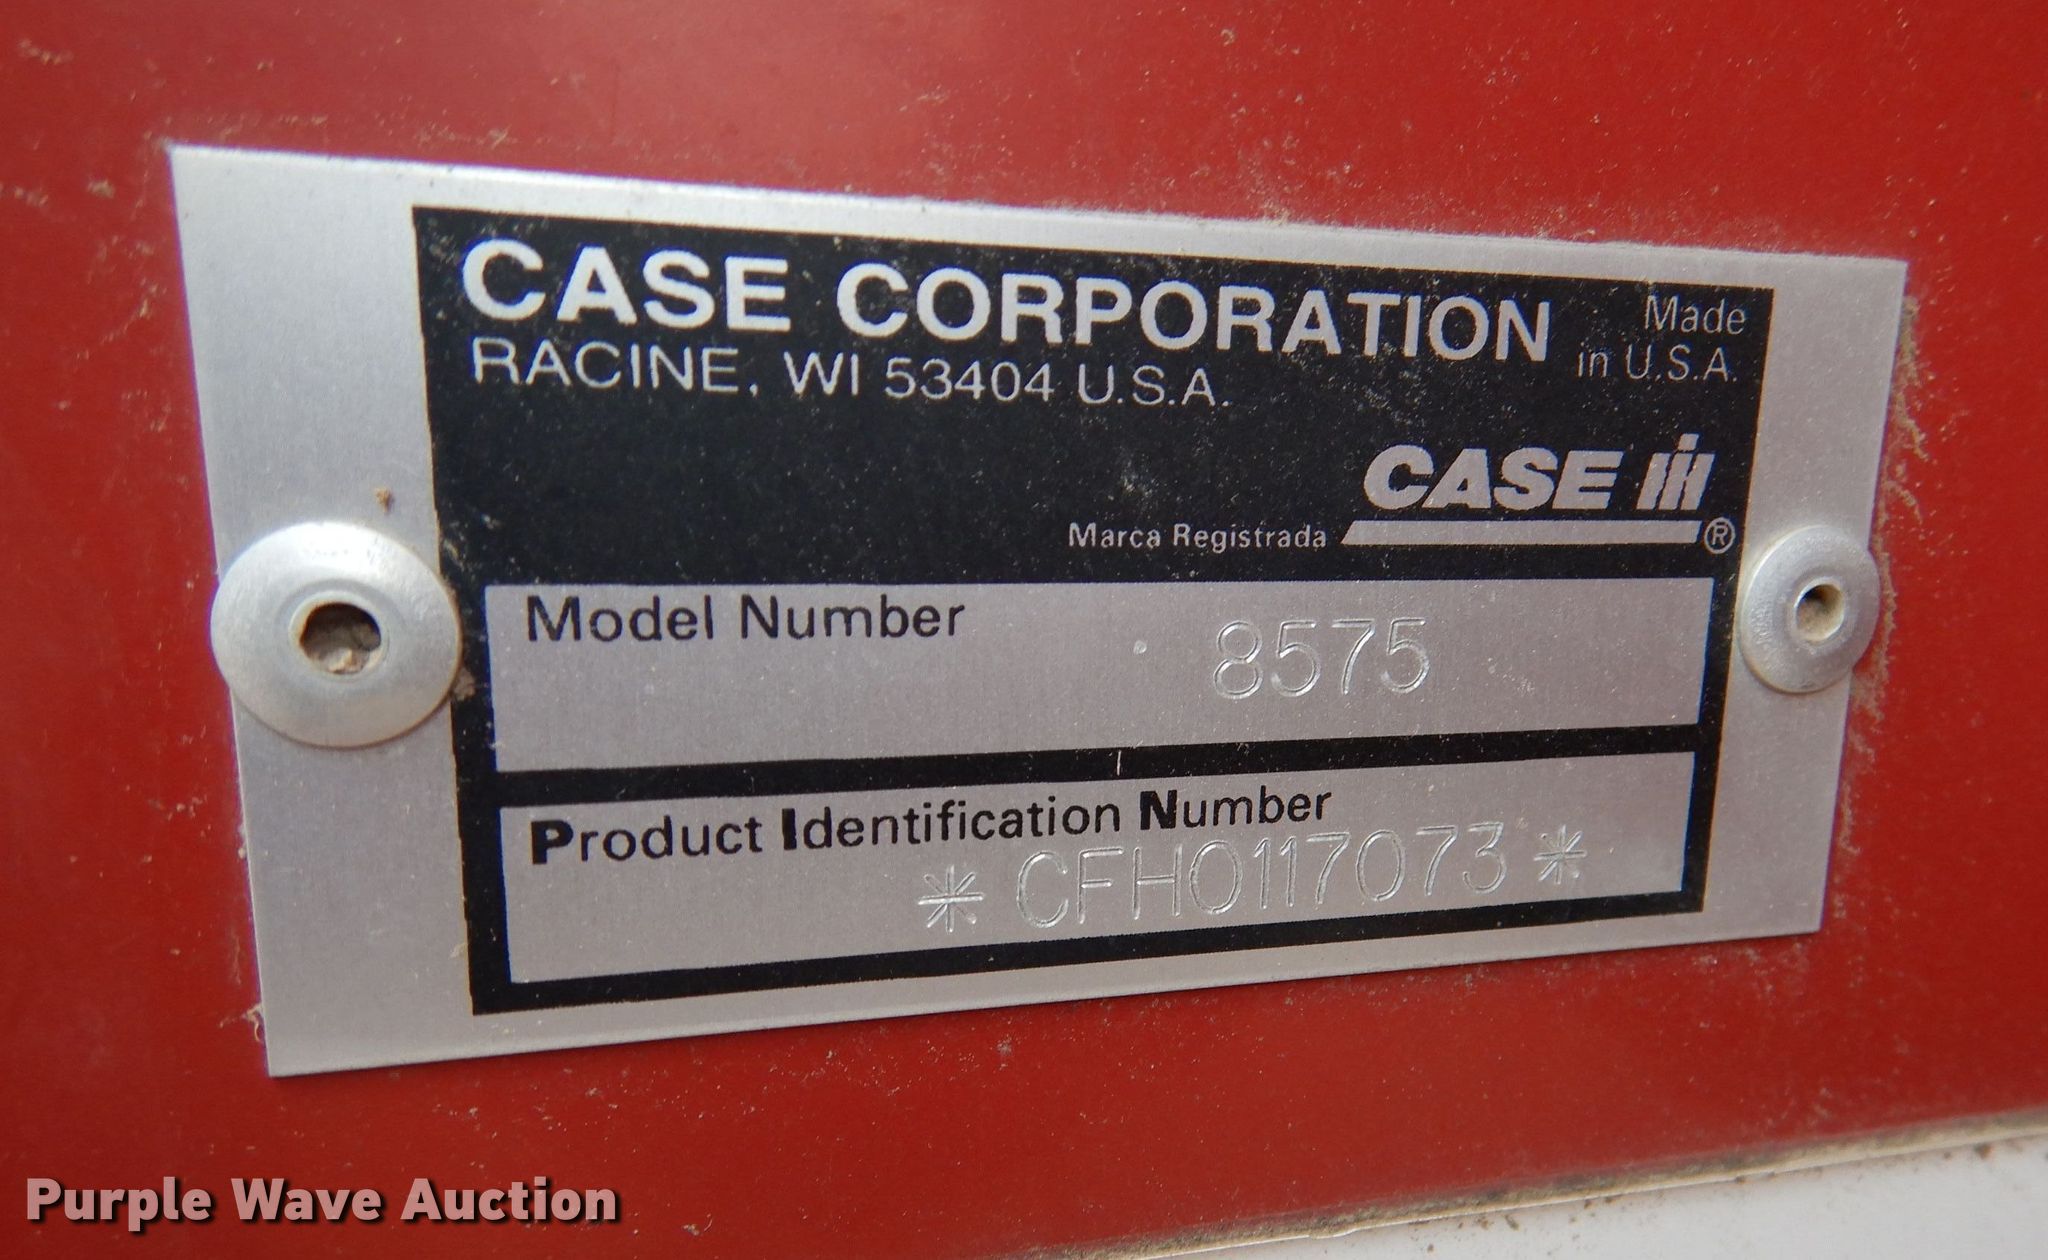 CASE CORPORATION
Made
in U.S.A.
RACINE, WI 53404 U.S.A.
CASE IH
Marca Registrada ®
Model Number
8575
Product Identification Number
*CFH0117073*
Purple Wave Auction